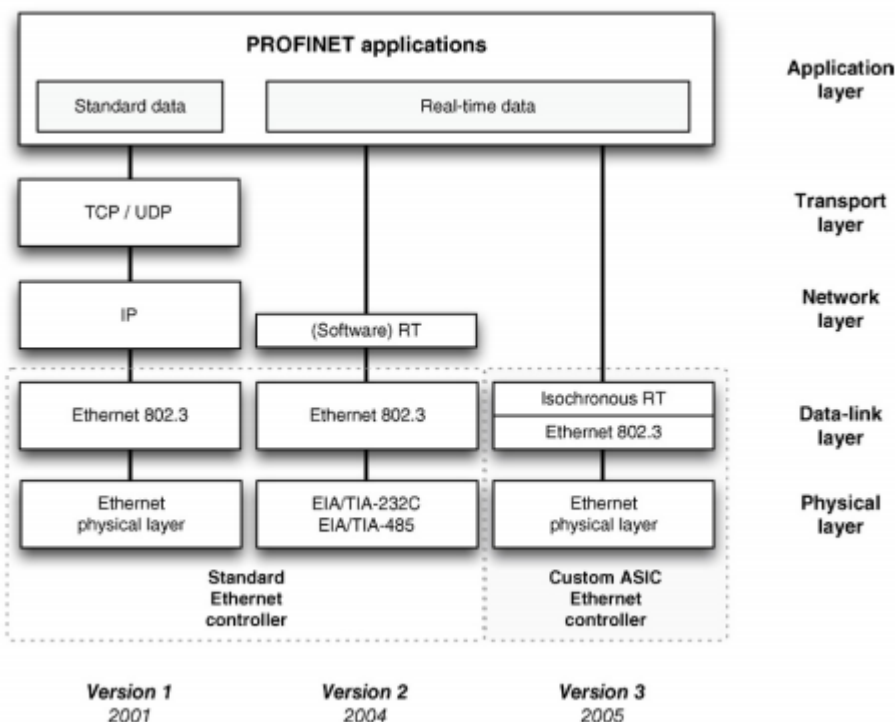 PROFINET applications
Standard data
Real-time data
Application
layer
TCP / UDP
Transport
layer
IP
(Software) RT
Network
layer
Ethernet 802.3
Ethernet 802.3
Isochronous RT
Ethernet 802.3
Data-link
layer
Ethernet
physical layer
EIA/TIA-232C
EIA/TIA-485
Ethernet
physical layer
Physical
layer
Standard
Ethernet
controller
Custom ASIC
Ethernet
controller
Version 1
2001
Version 2
2004
Version 3
2005